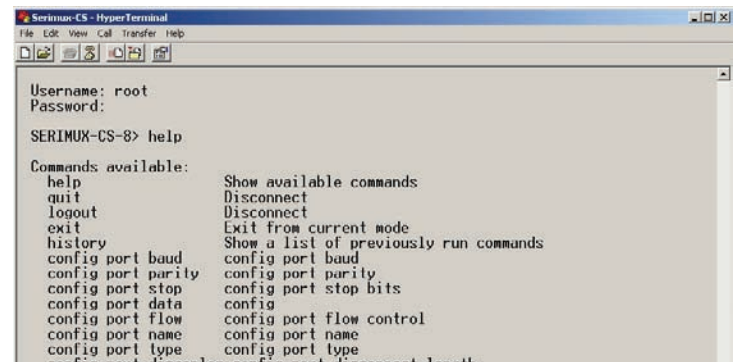 Serimux-CS - HyperTerminal
File Edit View Call Transfer Help
Username: root
Password:
SERIMUX-CS-8> help
Commands available:
help Show available commands
quit Disconnect
logout Disconnect
exit Exit from current mode
history Show a list of previously run commands
config port baud config port baud
config port parity config port parity
config port stop config port stop bits
config port data config
config port flow config port flow control
config port name config port name
config port type config port type